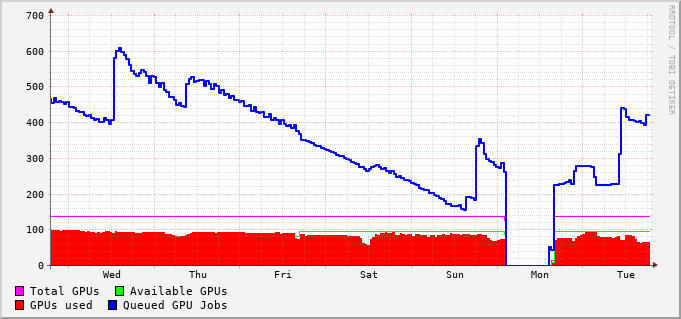 700
600
500
400
300
200
100
0
Wed Thu Fri Sat Sun Mon Tue
Total GPUs Available GPUs
GPUs used Queued GPU Jobs
RRDTOOL / TOBI OETIKER